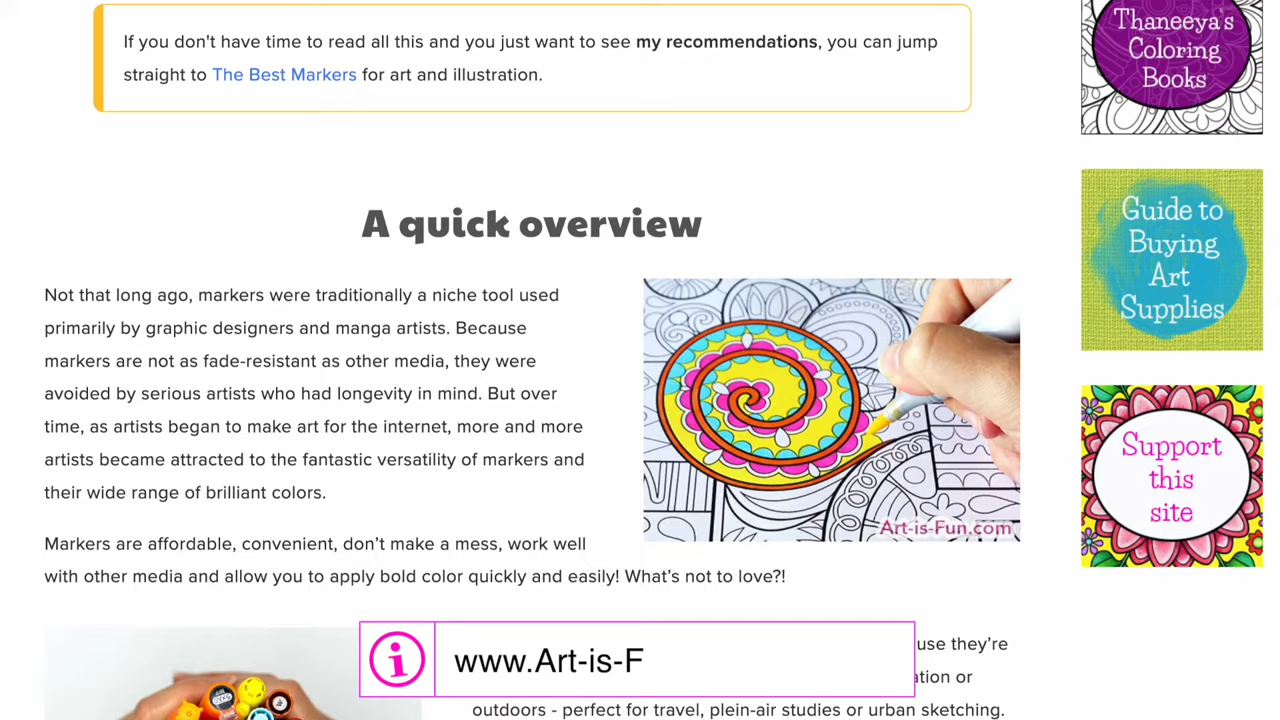 If you don't have time to read all this and you just want to see my recommendations, you can jump
straight to The Best Markers for art and illustration.
A quick overview
Not that long ago, markers were traditionally a niche tool used
primarily by graphic designers and manga artists. Because
markers are not as fade-resistant as other media, they were
avoided by serious artists who had longevity in mind. But over
time, as artists began to make art for the internet, more and more
artists became attracted to the fantastic versatility of markers and
their wide range of brilliant colors.
Markers are affordable, convenient, don’t make a mess, work well
with other media and allow you to apply bold color quickly and easily! What’s not to love?!
Art-is-Fun.com
use they’re
ation or
outdoors - perfect for travel, plein-air studies or urban sketching.
www.Art-is-F
Thaneeya's
Coloring
Books
Guide to
Buying
Art
Supplies
Support
this
site